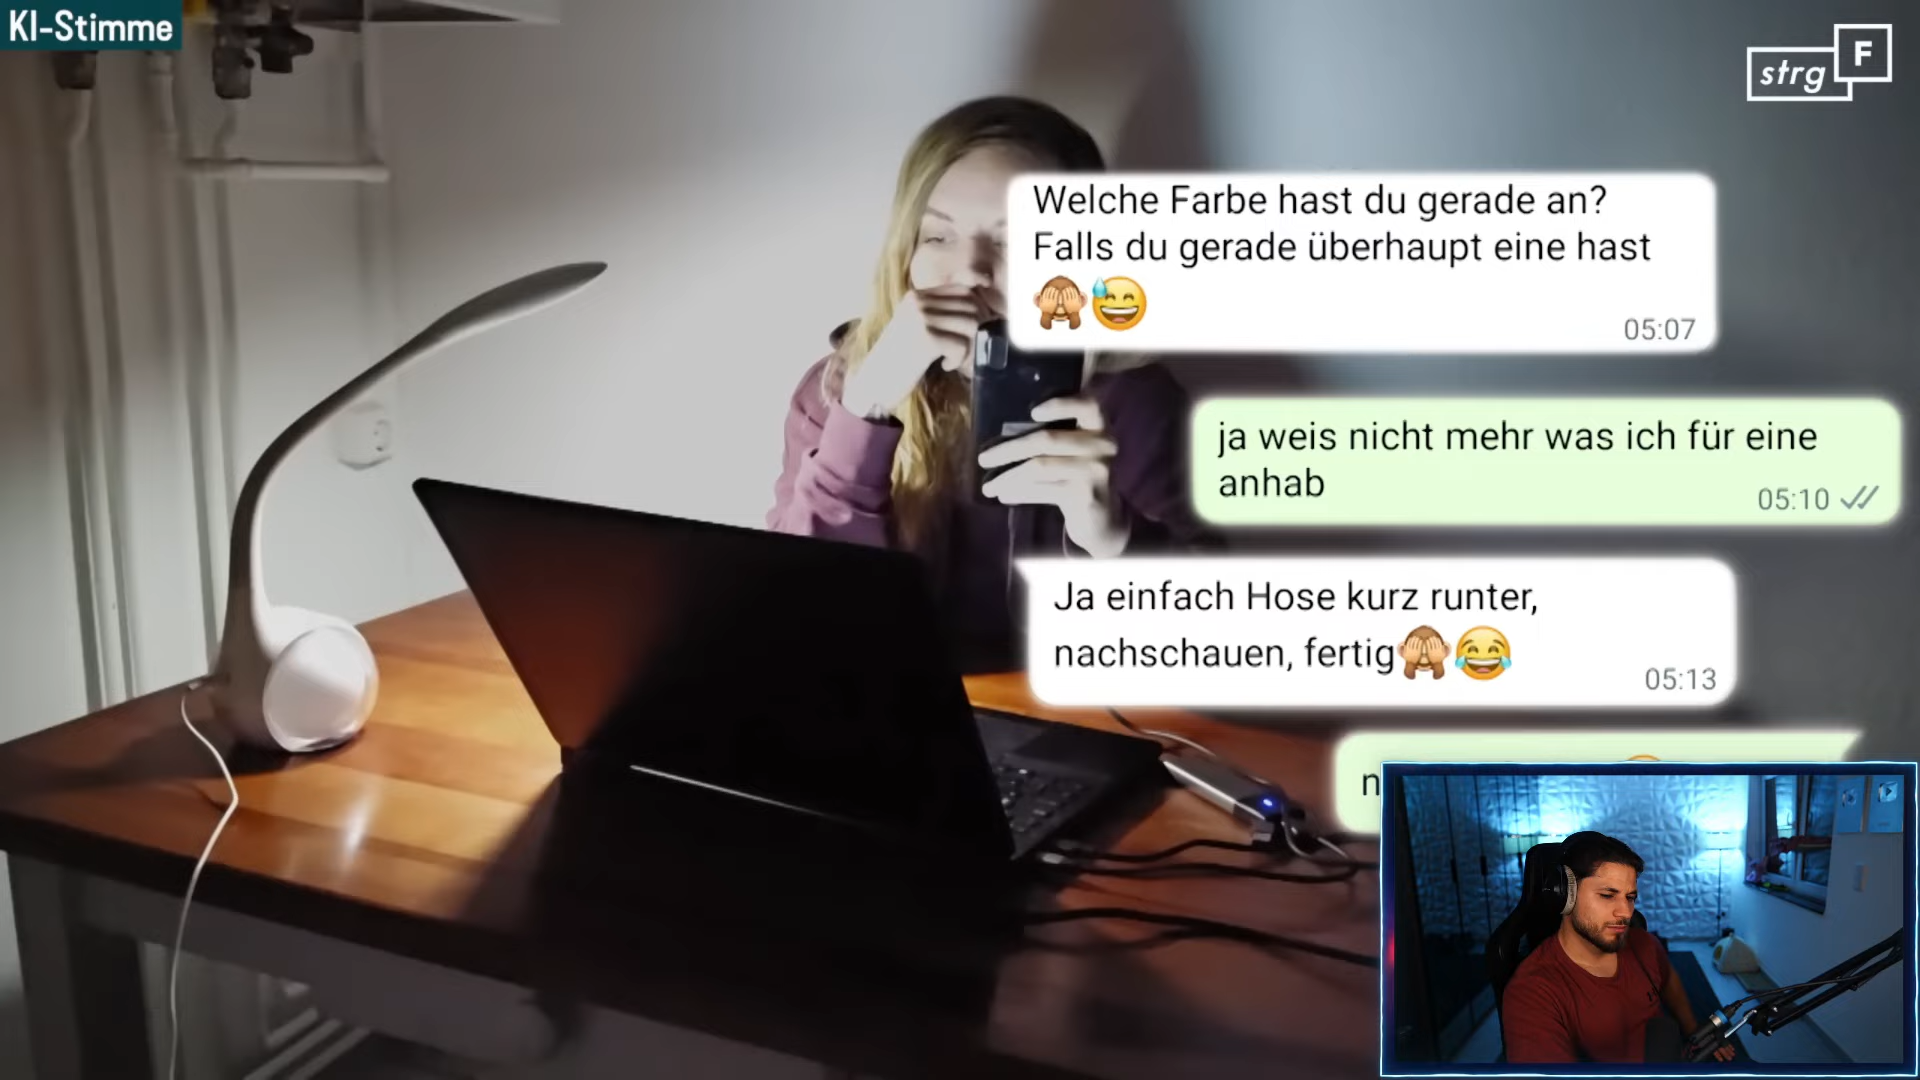 KI-Stimme
strg
F
Welche Farbe hast du gerade an?
Falls du gerade überhaupt eine hast
🙈😅
05:07
ja weis nicht mehr was ich für eine
anhab
05:10
Ja einfach Hose kurz runter,
nachschauen, fertig🙈😂
05:13